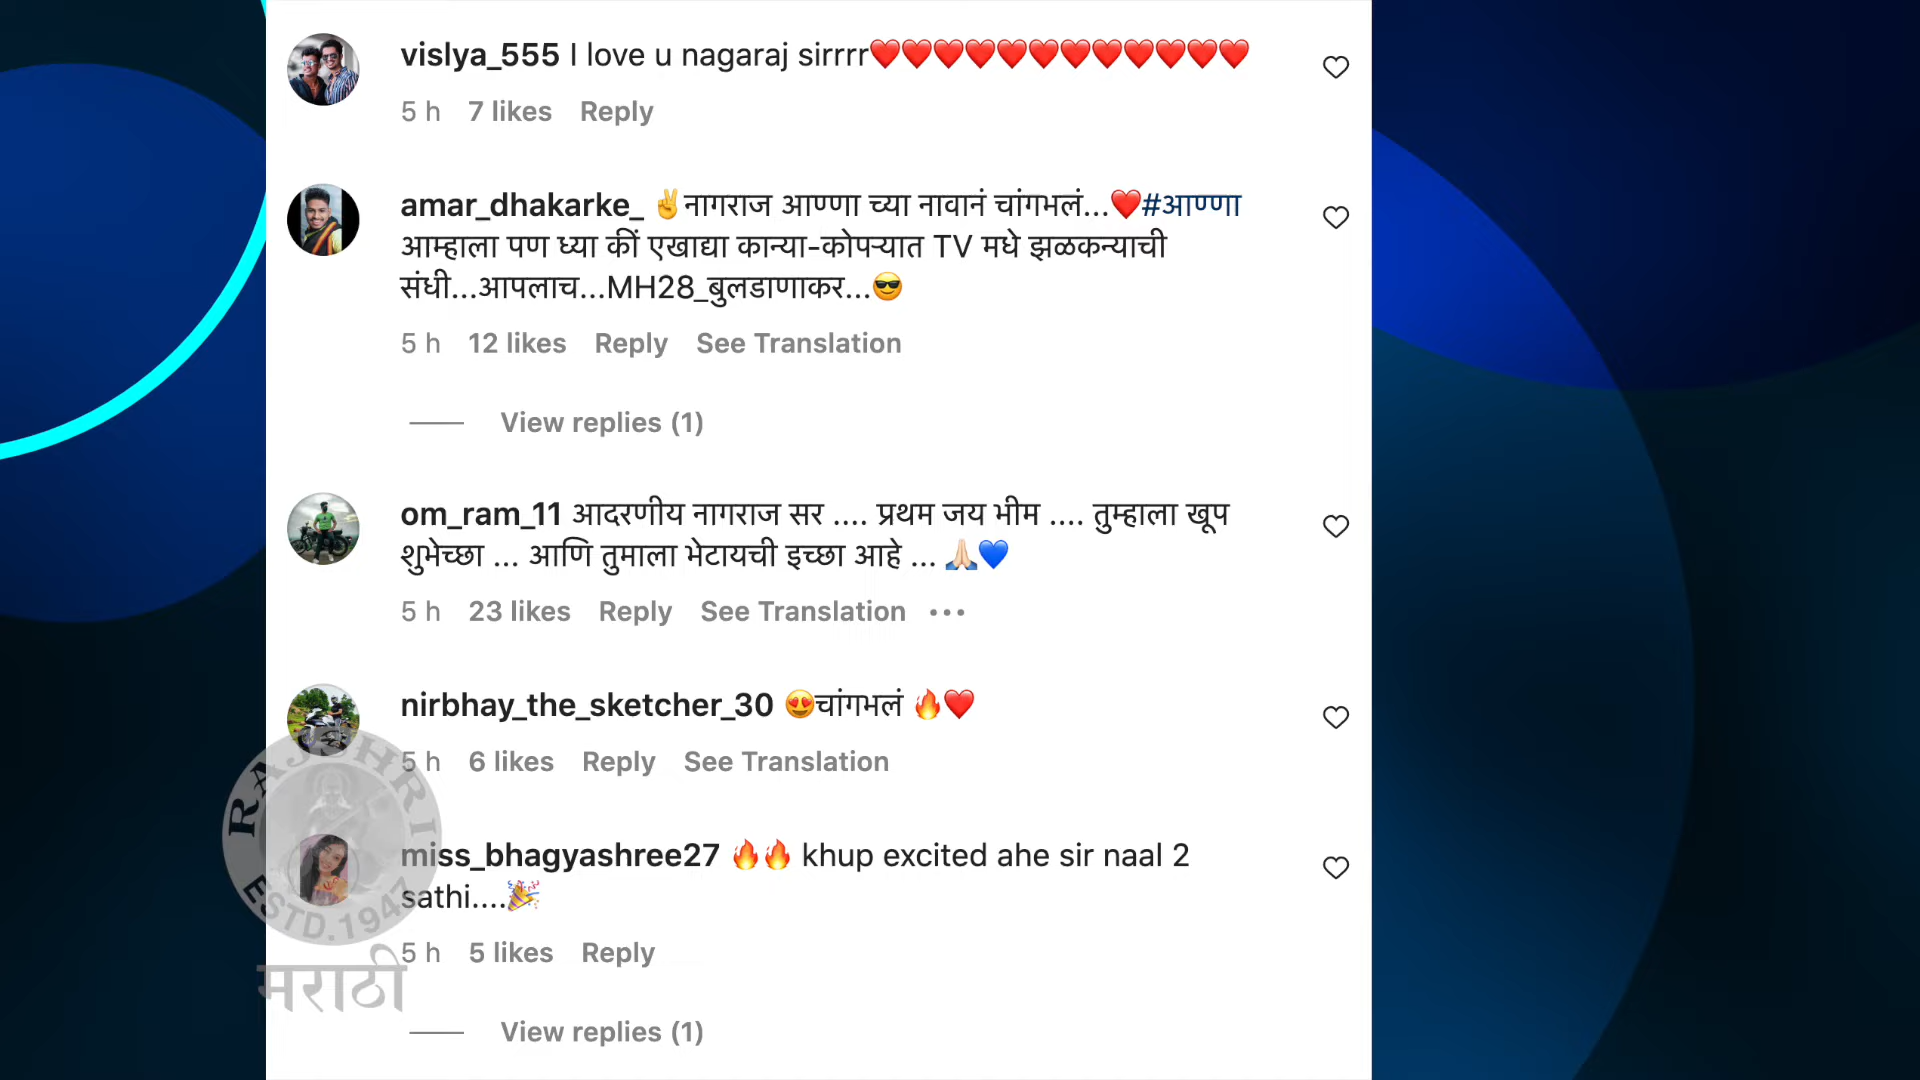 vislya_555 I love u nagaraj sirrrr❤️❤️❤️❤️❤️❤️❤️❤️❤️❤️❤️❤️
5 h 7 likes Reply
amar_dhakarke_ ✌️नागराज आण्णा च्या नावानं चांगभलं...❤️#आण्णा
आम्हाला पण ध्या कीं एखाद्या कान्या-कोपऱ्यात TV मधे झळकन्याची
संधी...आपलाच...MH28_बुलडाणाकर...😎
5 h 12 likes Reply See Translation
View replies (1)
om_ram_11 आदरणीय नागराज सर .... प्रथम जय भीम .... तुम्हाला खूप
शुभेच्छा ... आणि तुमाला भेटायची इच्छा आहे ... 🙏🏻💙
5 h 23 likes Reply See Translation •••
nirbhay_the_sketcher_30 😍चांगभलं 🔥❤️
5 h 6 likes Reply See Translation
miss_bhagyashree27 🔥🔥 khup excited ahe sir naal 2
sathi....🎉
5 h 5 likes Reply
View replies (1)
RAJSHRI
ESTD.1947
मराठी